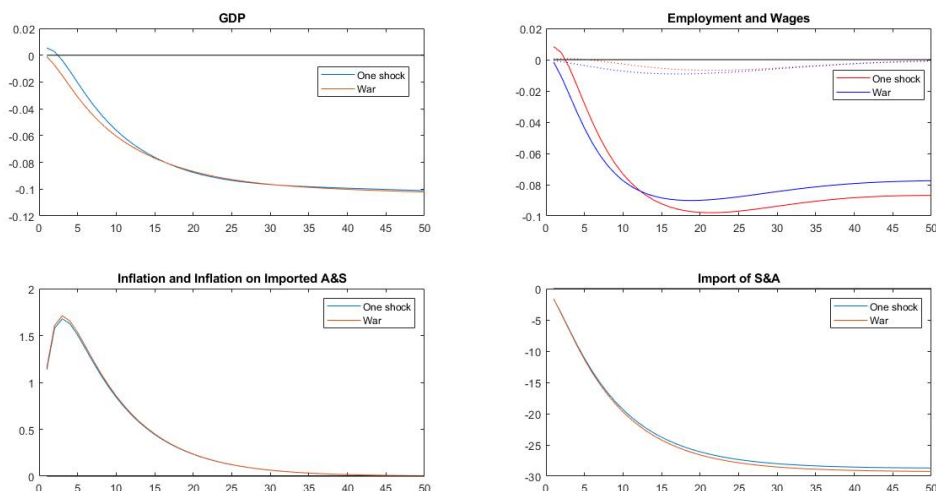 GDP
0.02
0
-0.02
-0.04
-0.06
-0.08
-0.1
-0.12
0 5 10 15 20 25 30 35 40 45 50
One shock
War
Employment and Wages
0.02
0
-0.02
-0.04
-0.06
-0.08
-0.1
0 5 10 15 20 25 30 35 40 45 50
One shock
War
Inflation and Inflation on Imported A&S
2
1.5
1
0.5
0
0 5 10 15 20 25 30 35 40 45 50
One shock
War
Import of S&A
0
-5
-10
-15
-20
-25
-30
0 5 10 15 20 25 30 35 40 45 50
One shock
War